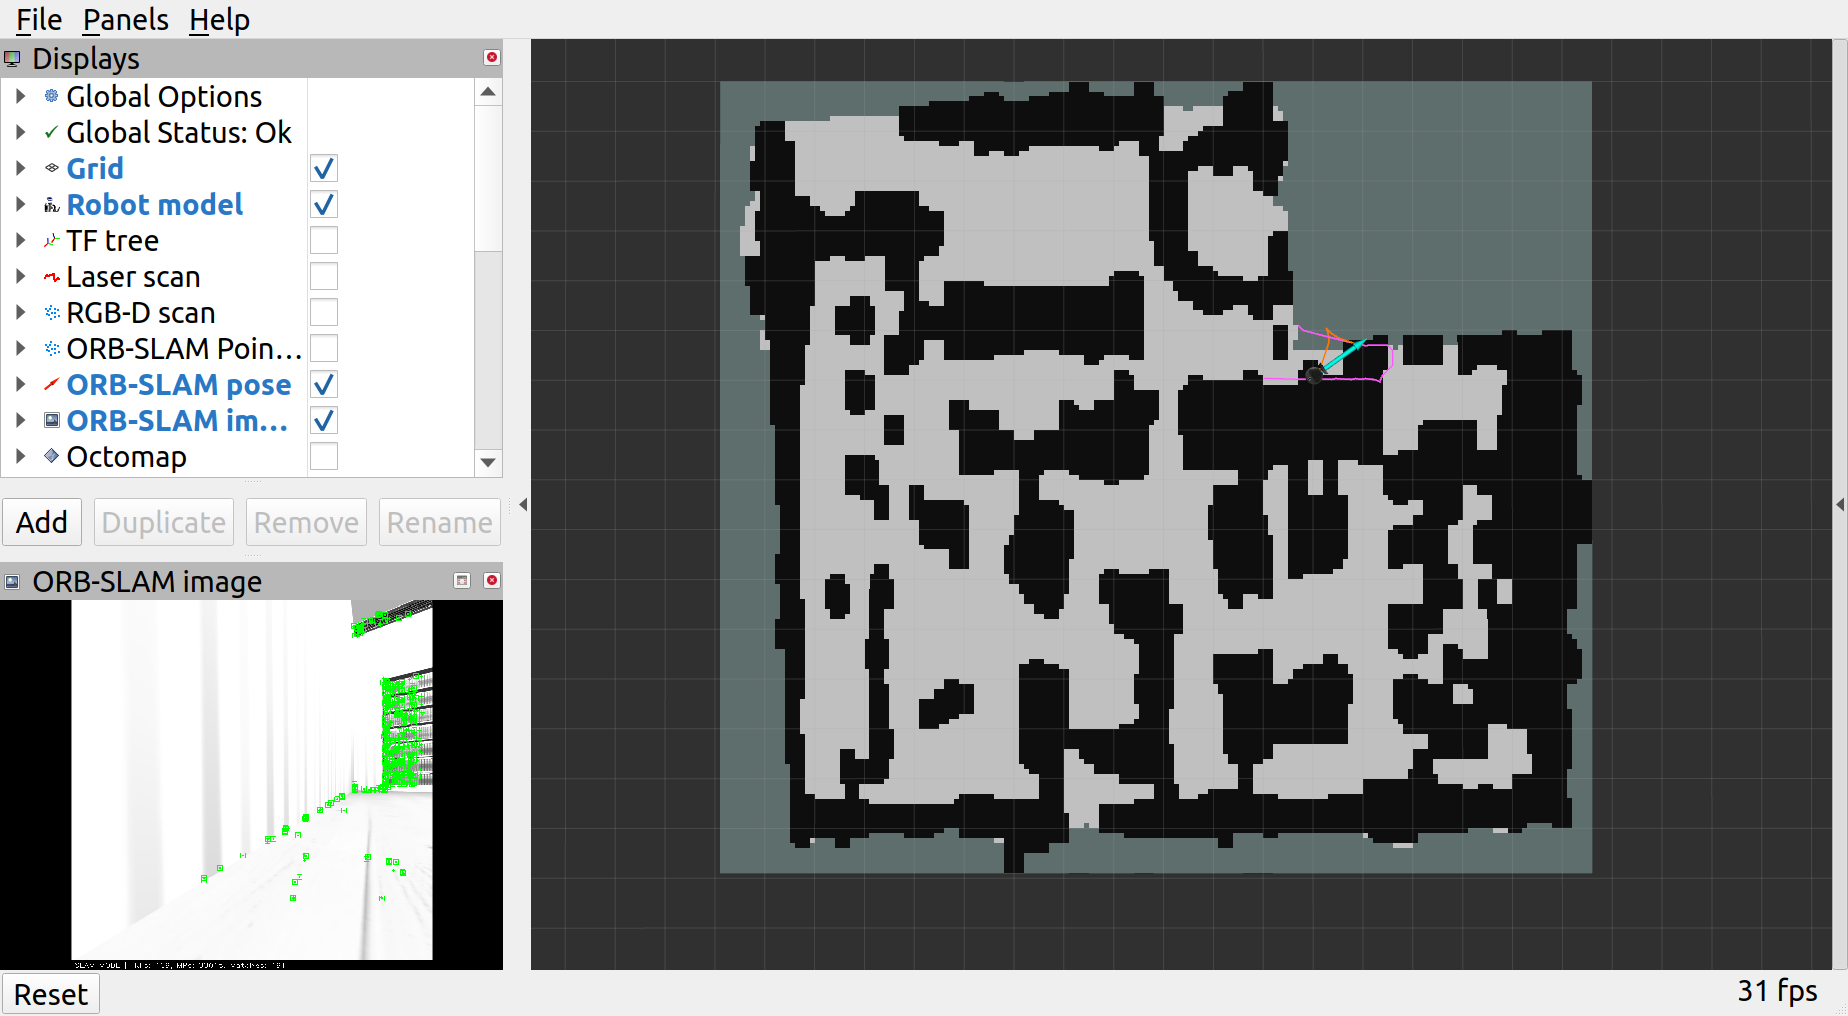 File Panels Help
Displays
Global Options
Global Status: Ok
Grid
Robot model
TF tree
Laser scan
RGB-D scan
ORB-SLAM Poin...
ORB-SLAM pose
ORB-SLAM im...
Octomap
Add Duplicate Remove Rename
ORB-SLAM image
SLAM MODE |
Reset
31 fps